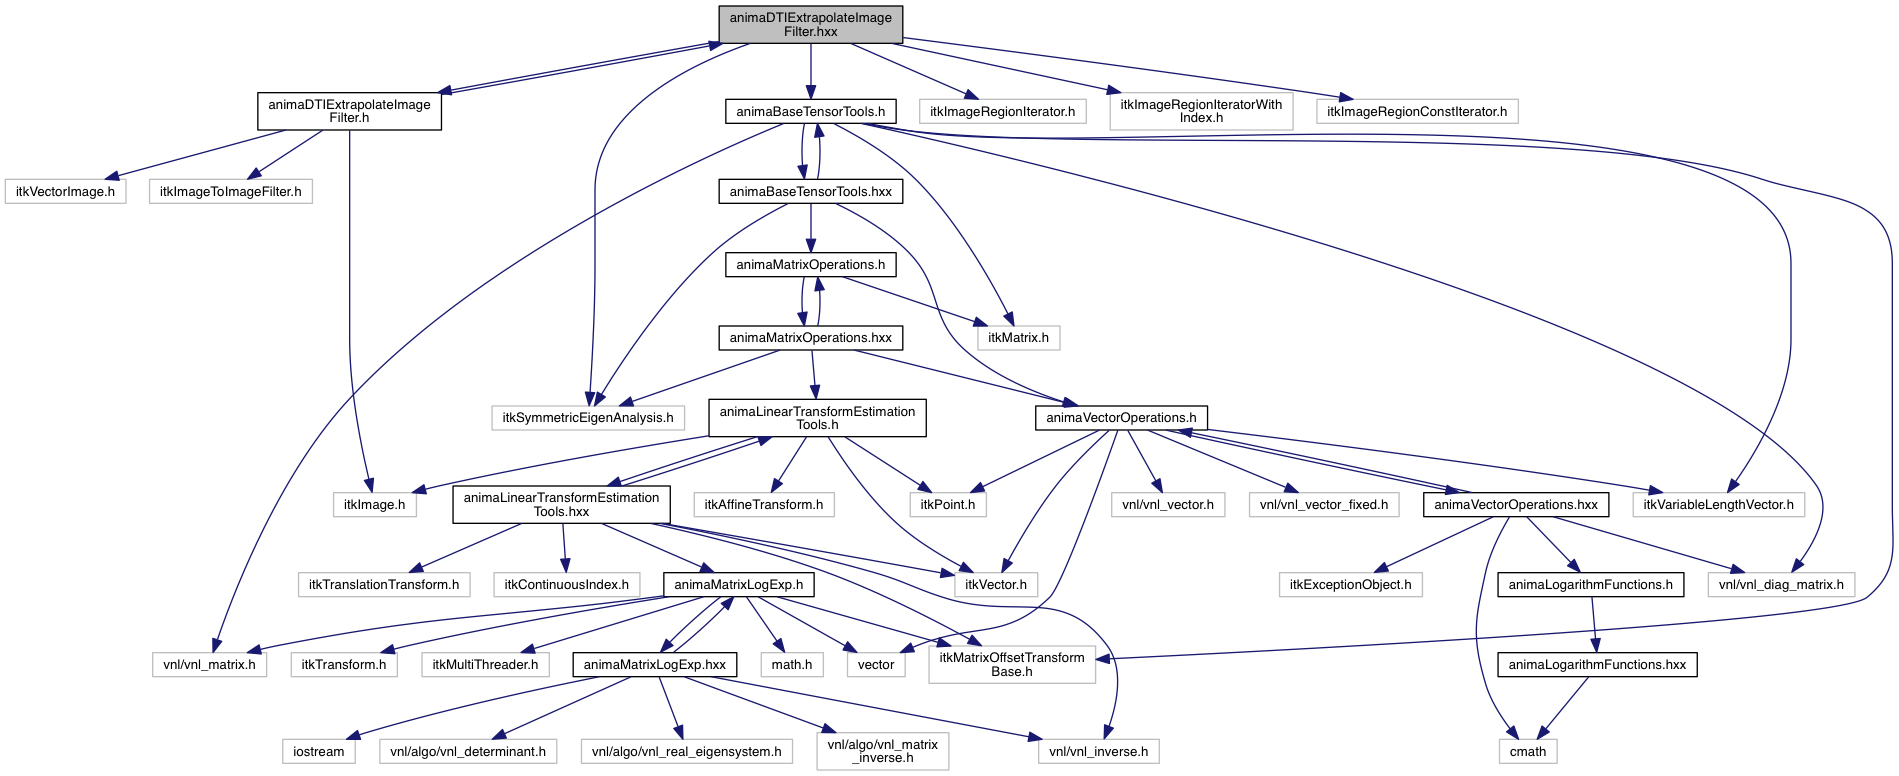 animaDTIExtrapolateImage
Filter.hxx
animaDTIExtrapolateImage
Filter.h
animaBaseTensorTools.h
itkImageRegionIterator.h
itkImageRegionIteratorWith
Index.h
itkImageRegionConstIterator.h
itkVectorImage.h
itkImageToImageFilter.h
animaBaseTensorTools.hxx
animaMatrixOperations.h
animaMatrixOperations.hxx
itkMatrix.h
itkSymmetricEigenAnalysis.h
animaLinearTransformEstimation
Tools.h
animaVectorOperations.h
itkImage.h
animaLinearTransformEstimation
Tools.hxx
itkAffineTransform.h
itkPoint.h
vnl/vnl_vector.h
vnl/vnl_vector_fixed.h
animaVectorOperations.hxx
itkVariableLengthVector.h
itkTranslationTransform.h
itkContinuousIndex.h
animaMatrixLogExp.h
itkVector.h
itkExceptionObject.h
animaLogarithmFunctions.h
vnl/vnl_diag_matrix.h
vnl/vnl_matrix.h
itkTransform.h
itkMultiThreader.h
animaMatrixLogExp.hxx
math.h
vector
itkMatrixOffsetTransform
Base.h
animaLogarithmFunctions.hxx
iostream
vnl/algo/vnl_determinant.h
vnl/algo/vnl_real_eigensystem.h
vnl/algo/vnl_matrix
_inverse.h
vnl/vnl_inverse.h
cmath